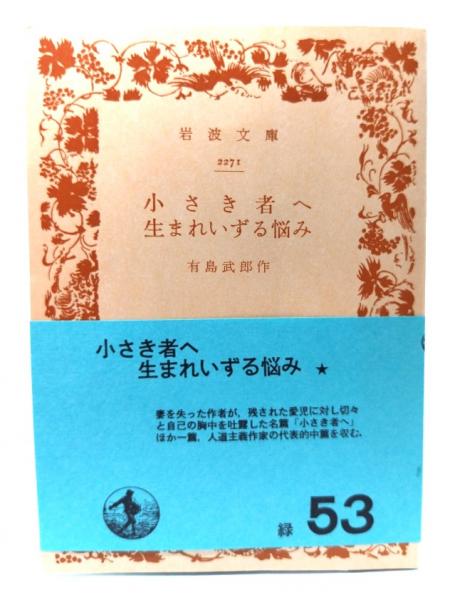 岩波文庫
2271
小さき者へ
生まれいずる悩み
有島武郎作
小さき者へ
生まれいずる悩み ★
妻を失った作者が，残された愛児に対し切々
と自己の胸中を吐露した名篇「小さき者へ」
ほか一篇．人道主義作家の代表的中篇を収む．
緑 53